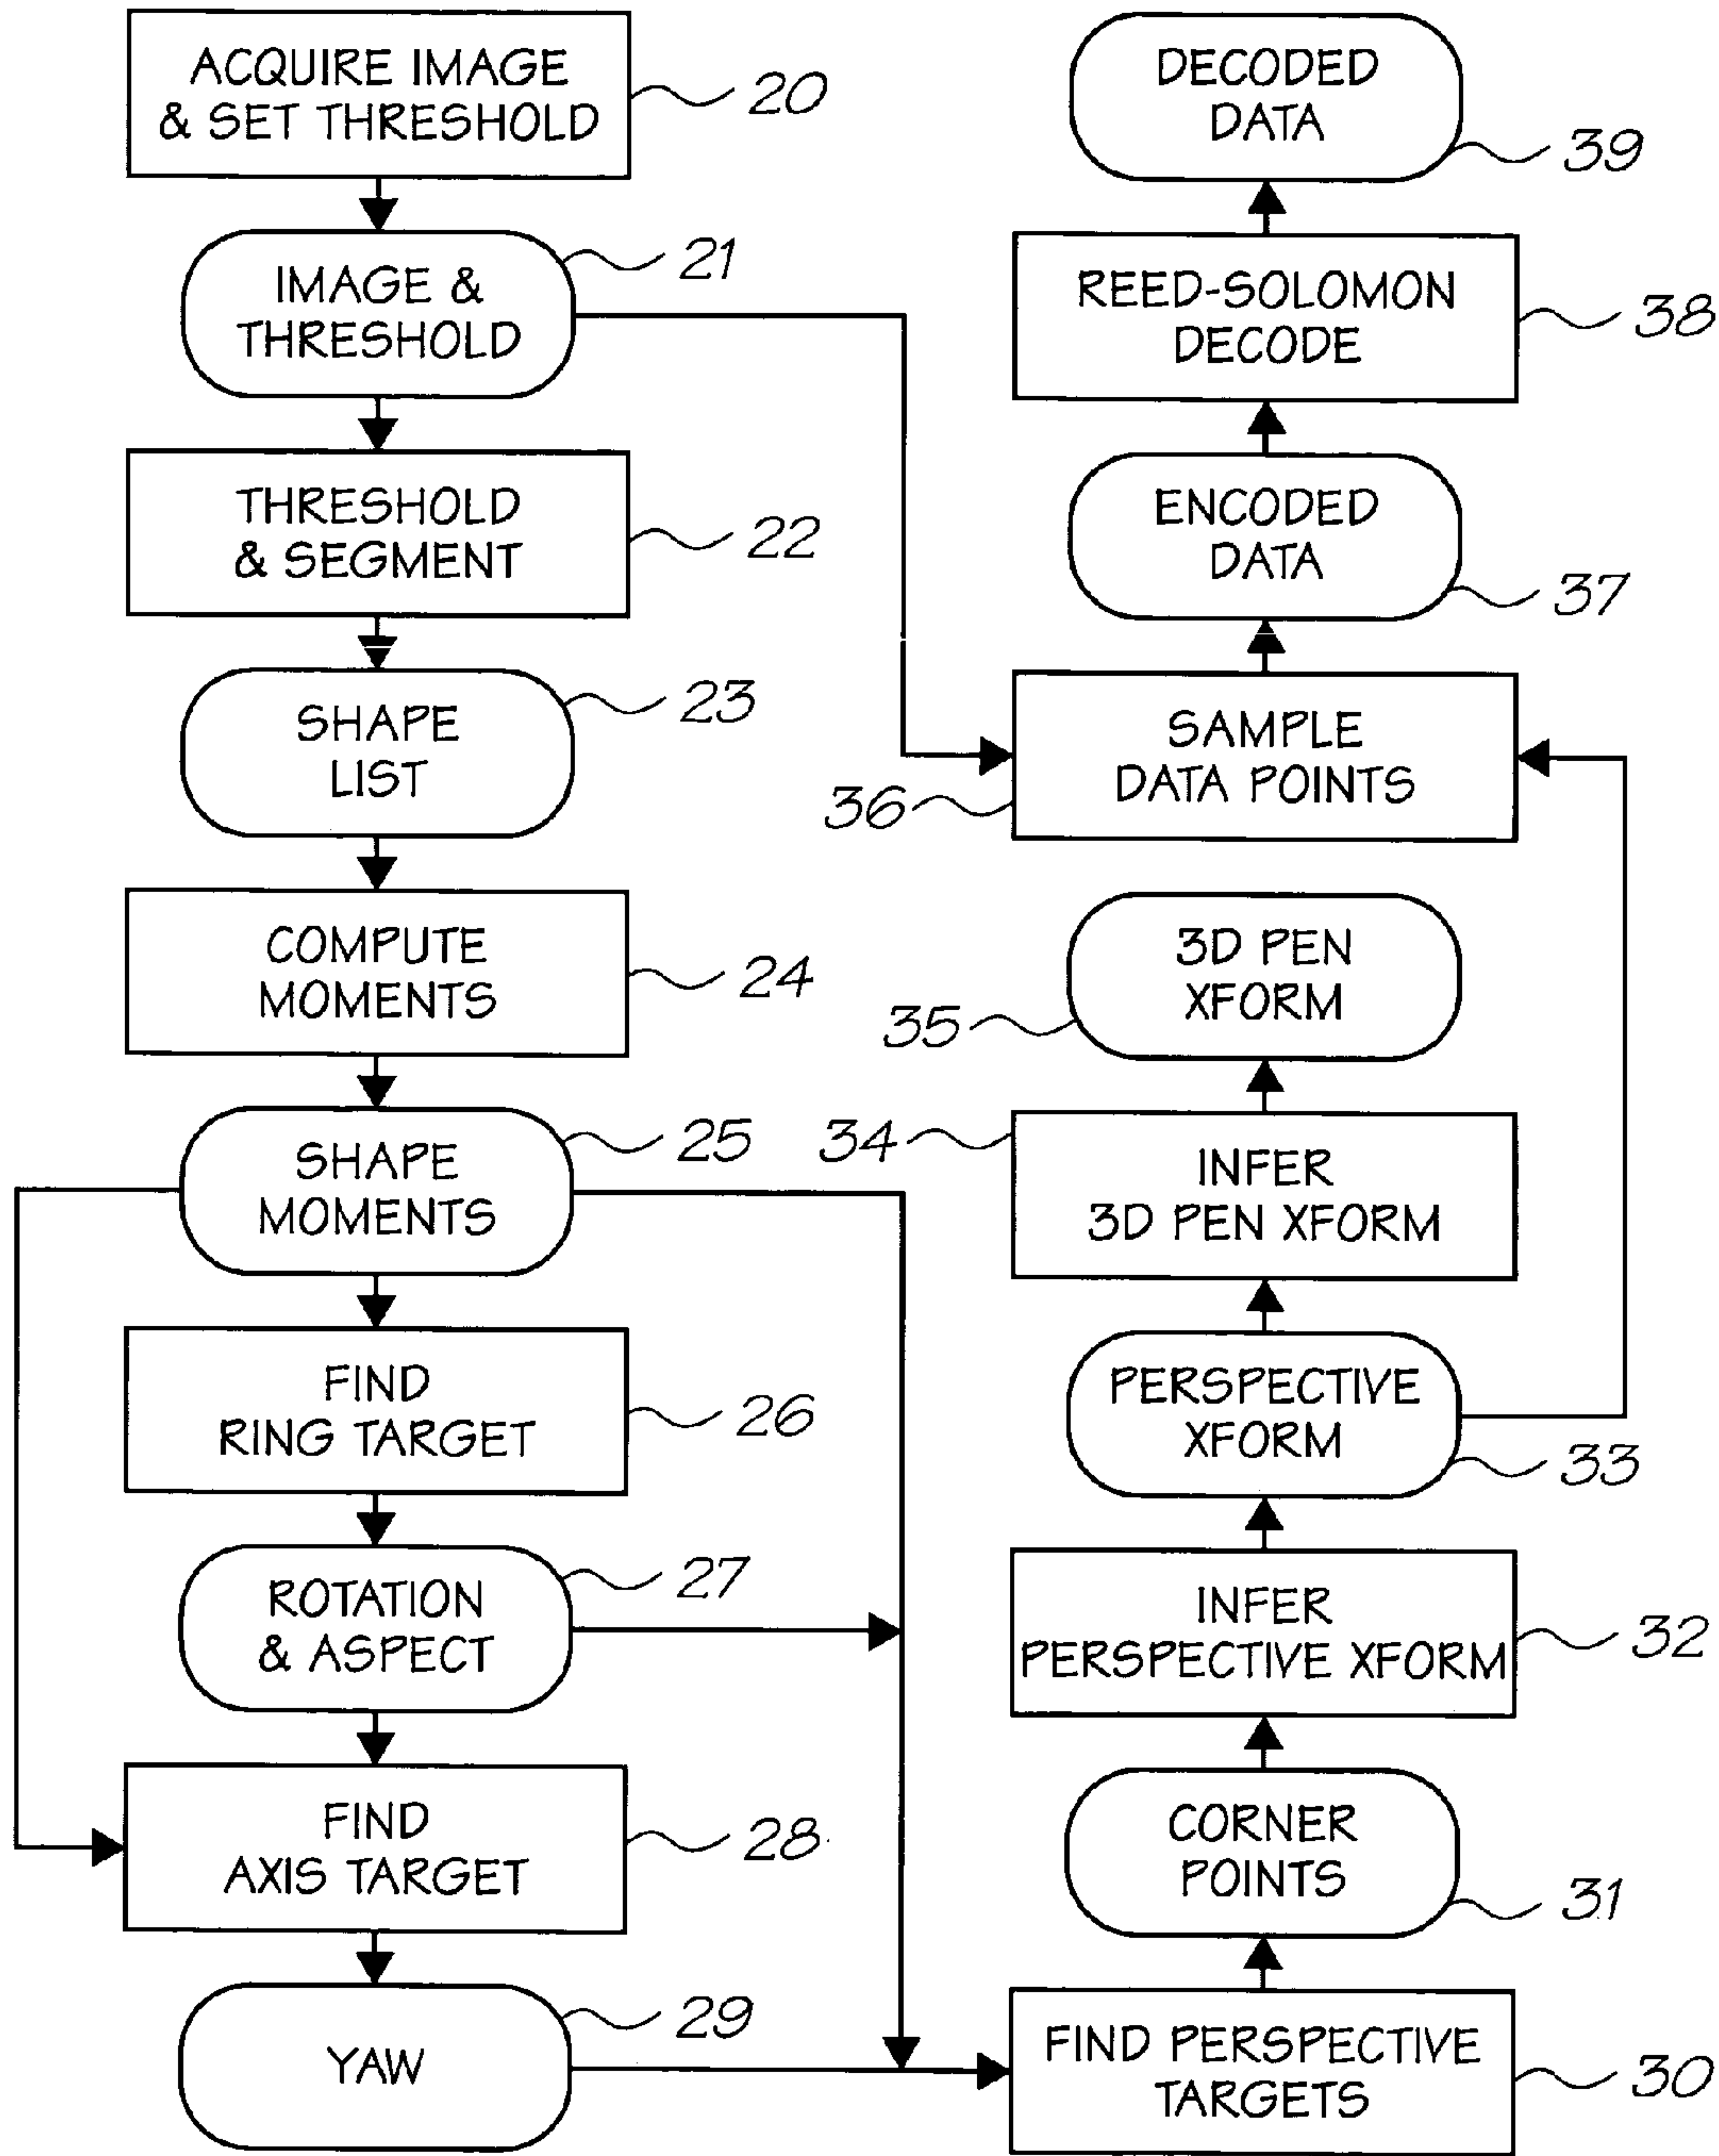 ACQUIRE IMAGE
& SET THRESHOLD
20
IMAGE &
THRESHOLD
21
THRESHOLD
& SEGMENT
22
SHAPE
LIST
23
COMPUTE
MOMENTS
24
SHAPE
MOMENTS
25
FIND
RING TARGET
26
ROTATION
& ASPECT
27
FIND
AXIS TARGET
28
YAW
29
DECODED
DATA
39
REED-SOLOMON
DECODE
38
ENCODED
DATA
37
SAMPLE
DATA POINTS
36
3D PEN
XFORM
35
INFER
3D PEN XFORM
34
PERSPECTIVE
XFORM
33
INFER
PERSPECTIVE XFORM
32
CORNER
POINTS
31
FIND PERSPECTIVE
TARGETS
30